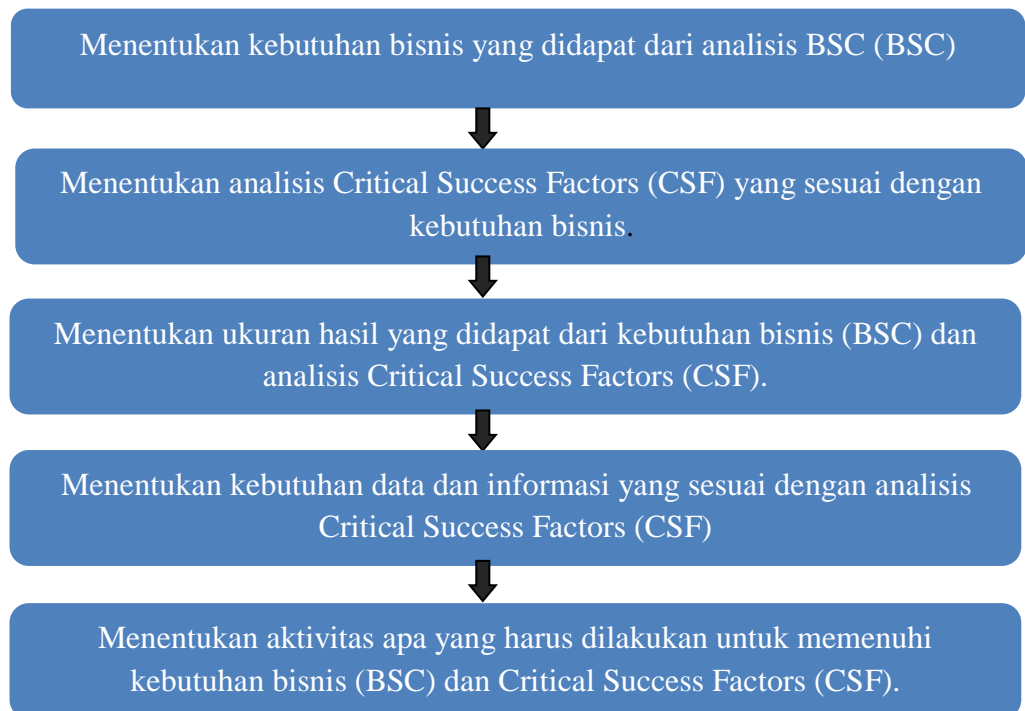 Menentukan kebutuhan bisnis yang didapat dari analisis BSC (BSC)
Menentukan analisis Critical Success Factors (CSF) yang sesuai dengan
kebutuhan bisnis.
Menentukan ukuran hasil yang didapat dari kebutuhan bisnis (BSC) dan
analisis Critical Success Factors (CSF).
Menentukan kebutuhan data dan informasi yang sesuai dengan analisis
Critical Success Factors (CSF)
Menentukan aktivitas apa yang harus dilakukan untuk memenuhi
kebutuhan bisnis (BSC) dan Critical Success Factors (CSF).